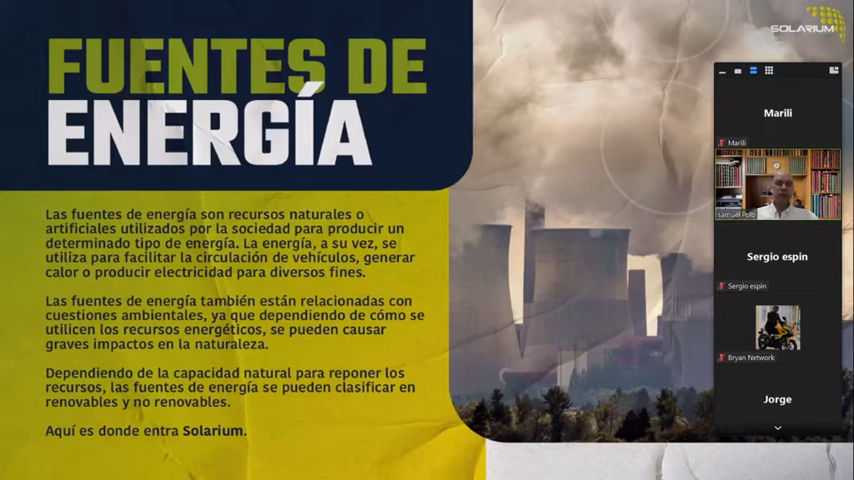 FUENTES DE
ENERGÍA
SOLARIUM
Las fuentes de energía son recursos naturales o
artificiales utilizados por la sociedad para producir un
determinado tipo de energía. La energía, a su vez, se
utiliza para facilitar la circulación de vehículos, generar
calor o producir electricidad para diversos fines.
Las fuentes de energía también están relacionadas con
cuestiones ambientales, ya que dependiendo de cómo se
utilicen los recursos energéticos, se pueden causar
graves impactos en la naturaleza.
Dependiendo de la capacidad natural para reponer los
recursos, las fuentes de energía se pueden clasificar en
renovables y no renovables.
Aquí es donde entra Solarium.
Marili
Marili
samuel Polo
Sergio espin
Sergio espin
Bryan Network
Jorge